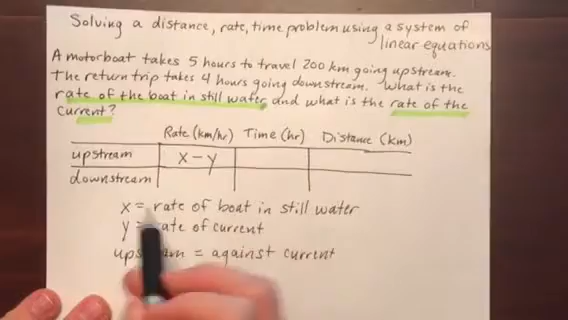 Solving a distance, rate, time problem using a system of
linear equations
A motorboat takes 5 hours to travel 200 km going upstream.
The return trip takes 4 hours going downstream. What is the
rate of the boat in still water and what is the rate of the
current?
Rate (km/hr) Time (hr) Distance (km)
upstream x - y
downstream
x = rate of boat in still water
y rate of current
= against current